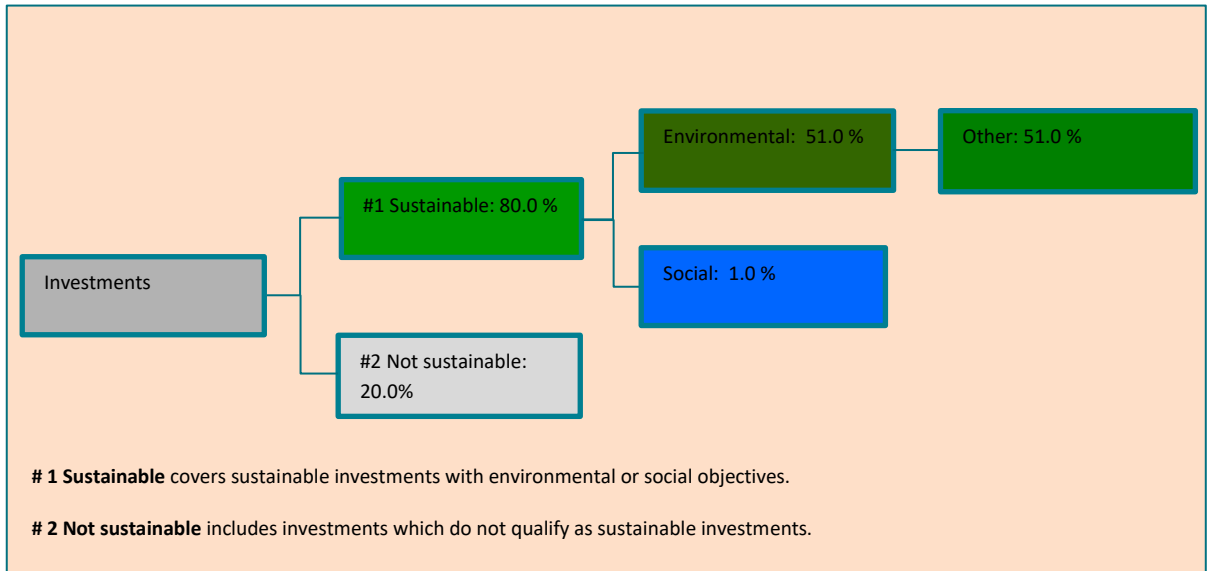 Environmental:  51.0 %
Other: 51.0 %
#1 Sustainable: 80.0 %
Social:  1.0 %
Investments
#2 Not sustainable:
20.0%
# 1 Sustainable covers sustainable investments with environmental or social objectives.
# 2 Not sustainable includes investments which do not qualify as sustainable investments.